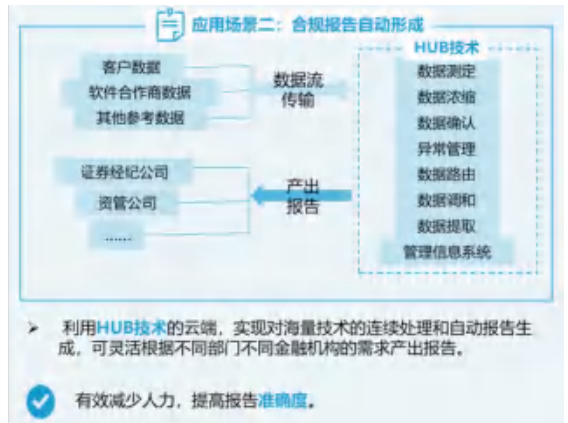 应用场景二：合规报告自动形成
客户数据
软件合作商数据
其他参考数据
数据流
传输
HUB技术
数据测定
数据浓缩
数据确认
异常管理
数据路由
数据调和
数据提取
管理信息系统
证券经纪公司
资管公司
……
产出
报告
➢ 利用HUB技术的云端，实现对海量技术的连续处理和自动报告生
成，可灵活根据不同部门不同金融机构的需求产出报告。
有效减少人力，提高报告准确度。